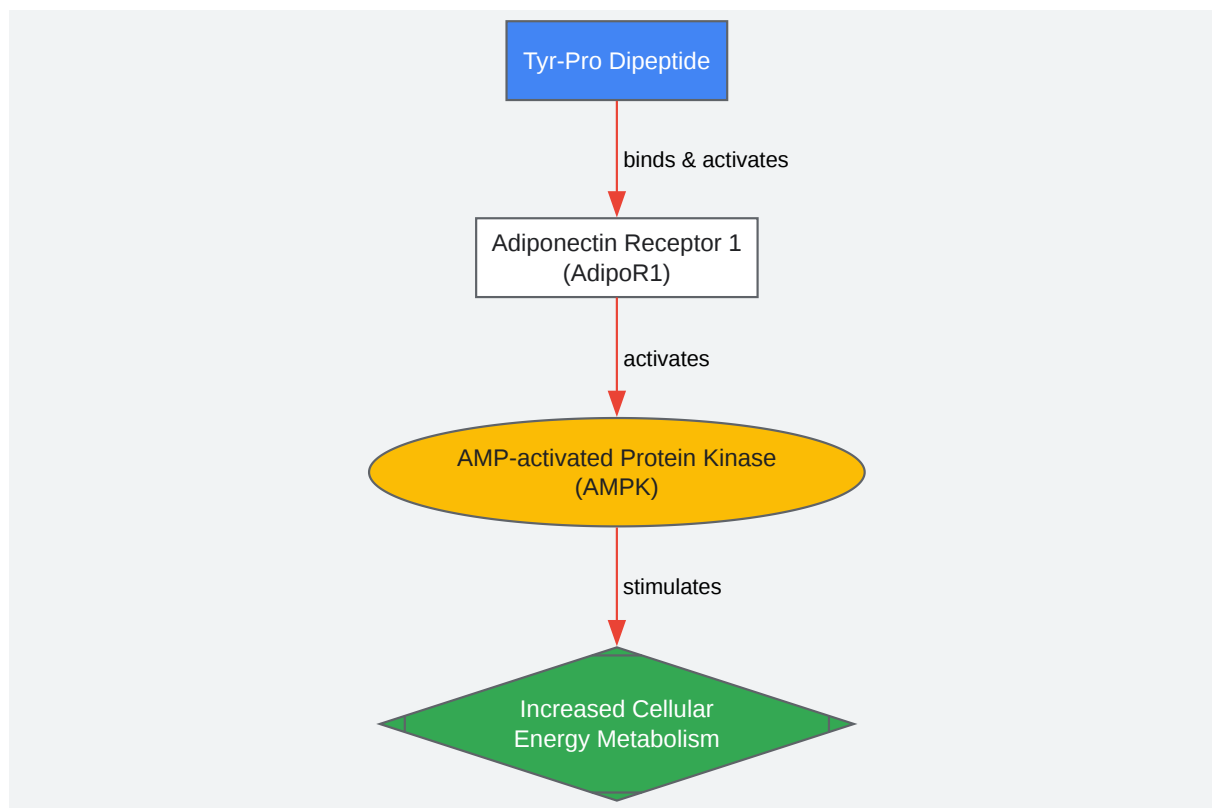 Tyr-Pro Dipeptide
binds & activates
Adiponectin Receptor 1
(AdipoR1)
activates
AMP-activated Protein Kinase
(AMPK)
stimulates
Increased Cellular
Energy Metabolism